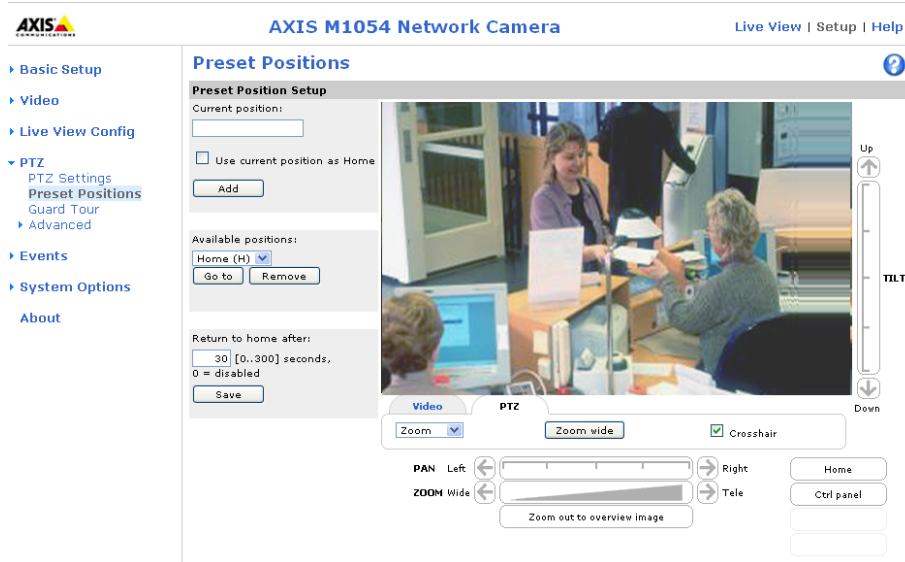 AXIS
COMMUNICATIONS
AXIS M1054 Network Camera
Live View | Setup | Help
Basic Setup
Video
Live View Config
PTZ
PTZ Settings
Preset Positions
Guard Tour
Advanced
Events
System Options
About
Preset Positions
?
Preset Position Setup
Current position:
Use current position as Home
Add
Available positions:
Home (H)
Go to
Remove
Return to home after:
30 [0..300] seconds,
0 = disabled
Save
Up
TILT
Down
Video
PTZ
Zoom
Zoom wide
Crosshair
PAN Left
Right
Home
ZOOM Wide
Tele
Ctrl panel
Zoom out to overview image